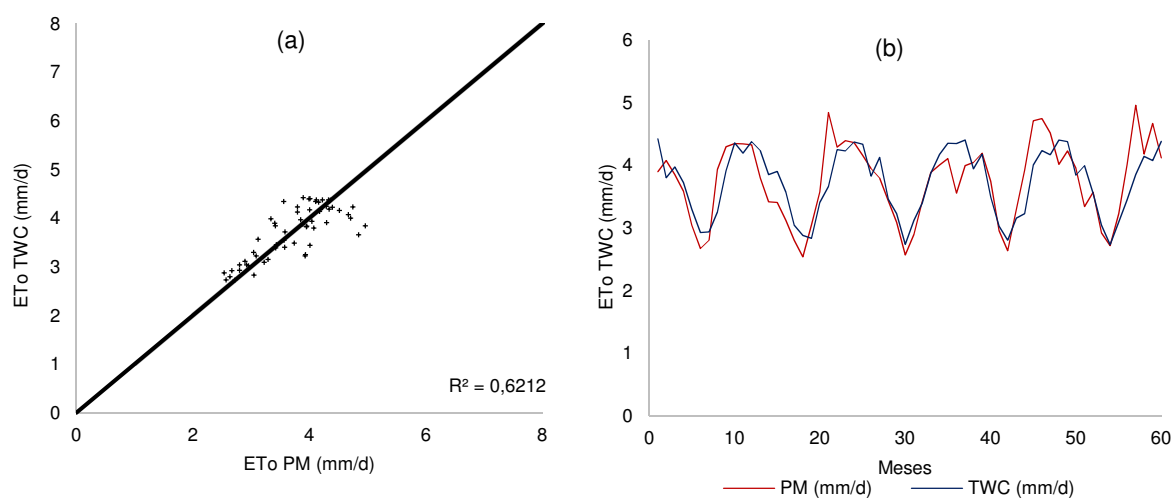 (a)
8
7
6
5
4
3
2
1
0
ETo TWC (mm/d)
R² = 0,6212
0 2 4 6 8
ETo PM (mm/d)
(b)
6
5
4
3
2
1
0
ETo TWC (mm/d)
0 10 20 30 40 50 60
Meses
PM (mm/d) TWC (mm/d)